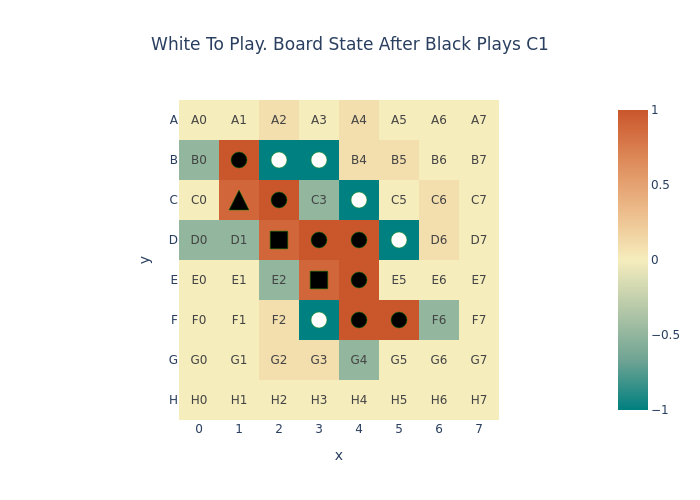 White To Play. Board State After Black Plays C1
A A0 A1 A2 A3 A4 A5 A6 A7
B B0 B4 B5 B6 B7
C C0 C3 C5 C6 C7
D D0 D1 D6 D7
E E0 E1 E2 E5 E6 E7
F F0 F1 F2 F6 F7
G G0 G1 G2 G3 G4 G5 G6 G7
H H0 H1 H2 H3 H4 H5 H6 H7
0 1 2 3 4 5 6 7
x
y
1
0.5
0
−0.5
−1